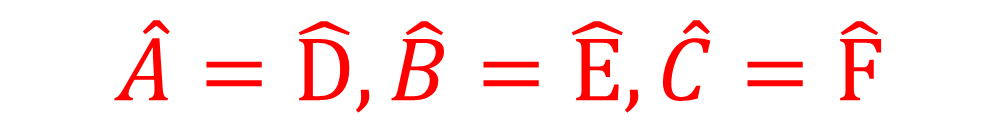 Â = D̂, B̂ = Ê, Ĉ = F̂